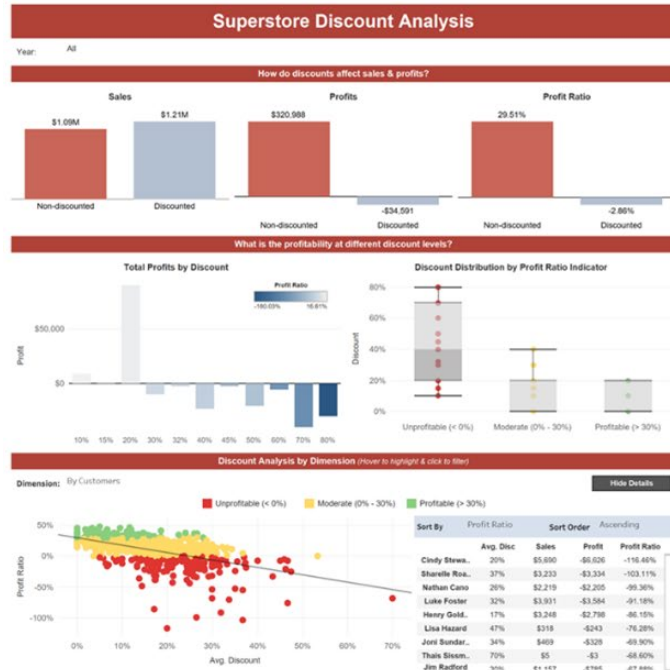 Superstore Discount Analysis
Year: All
How do discounts affect sales & profits?
Sales Profits Profit Ratio
$1.09M $1.21M $320,988 29.51%
-$34,591 -2.86%
Non-discounted Discounted Non-discounted Discounted Non-discounted Discounted
What is the profitability at different discount levels?
Total Profits by Discount
Profit Ratio
-180.03% 16.61%
Profit
$50,000
$0
10% 15% 20% 30% 32% 40% 45% 50% 60% 70% 80%
Discount Distribution by Profit Ratio Indicator
Discount
80%
60%
40%
20%
0%
Unprofitable (< 0%) Moderate (0% - 30%) Profitable (> 30%)
Discount Analysis by Dimension (Hover to highlight & click to filter)
Dimension: By Customers
Hide Details
Unprofitable (< 0%) Moderate (0% - 30%) Profitable (> 30%)
Profit Ratio
50%
0%
-50%
-100%
0% 10% 20% 30% 40% 50% 60% 70%
Avg. Discount
Sort By Profit Ratio Sort Order Ascending
Avg. Disc Sales Profit Profit Ratio
Cindy Stewa.. 20% $5,690 -$6,626 -116.46%
Sharelle Roa.. 37% $3,233 -$3,334 -103.11%
Nathan Cano 26% $2,219 -$2,205 -99.36%
Luke Foster 32% $3,931 -$3,584 -91.18%
Henry Gold.. 17% $3,248 -$2,798 -86.15%
Lisa Hazard 47% $318 -$243 -76.28%
Joni Sundar.. 34% $469 -$328 -69.90%
Thais Sissm.. 70% $5 -$3 -68.60%
Jim Radford $1,157